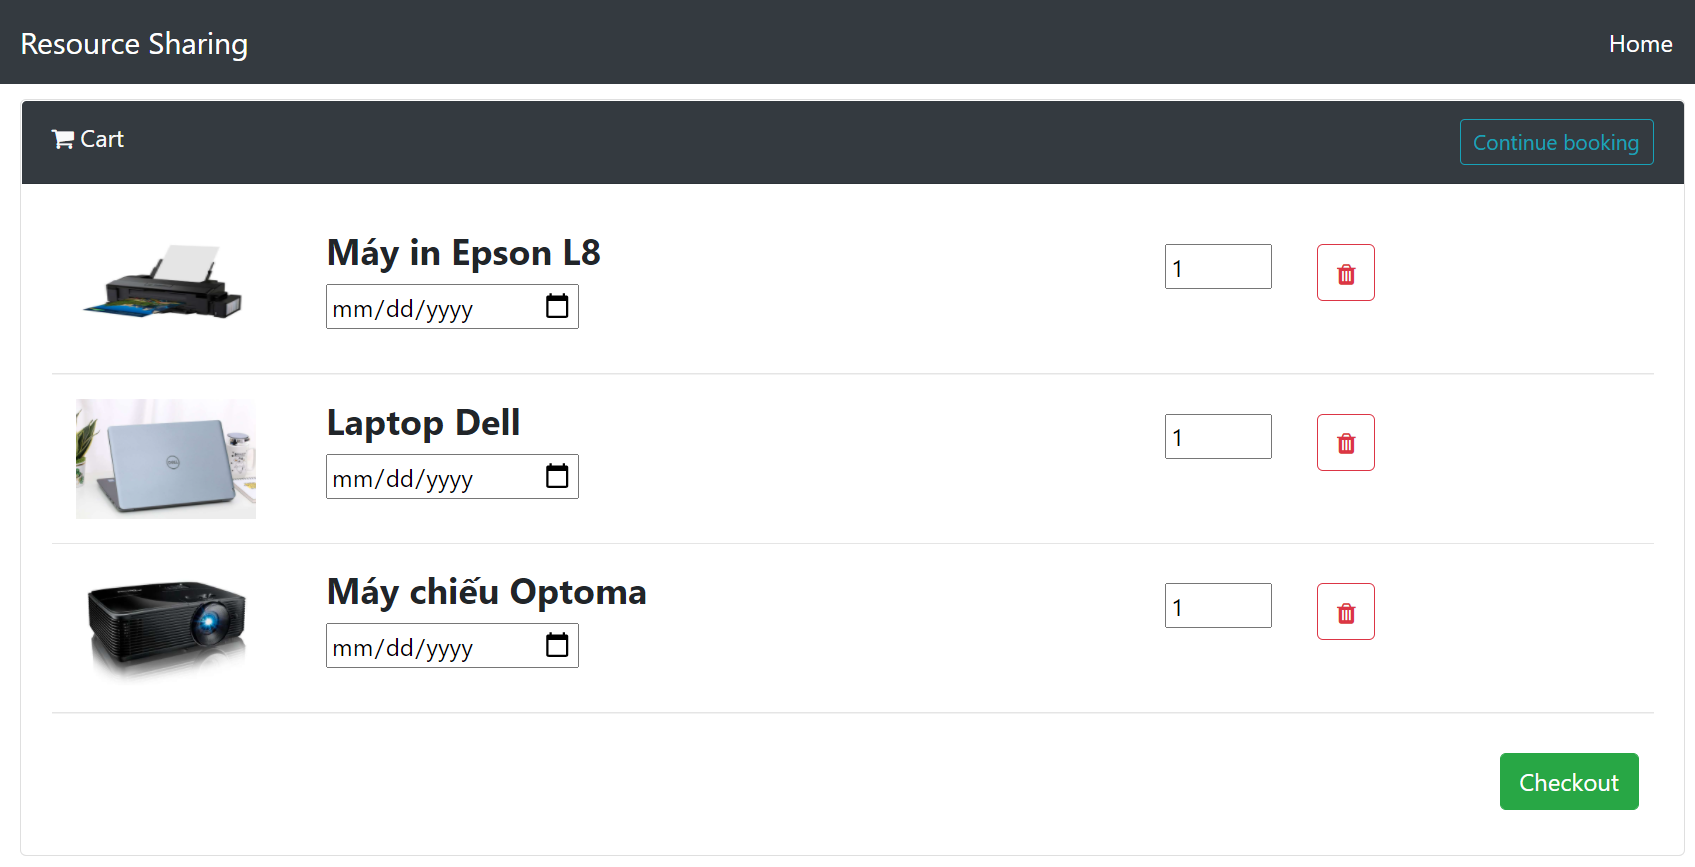 Resource Sharing
Home
Cart
Continue booking
Máy in Epson L8
mm/dd/yyyy
1
Laptop Dell
mm/dd/yyyy
1
Máy chiếu Optoma
mm/dd/yyyy
1
Checkout